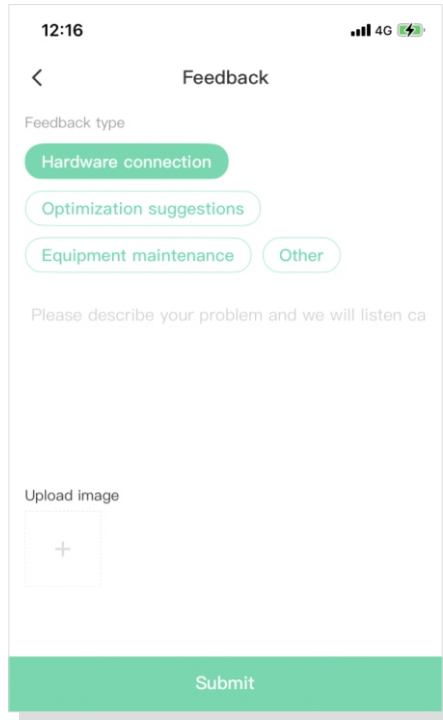 12:16
4G
Feedback
Feedback type
Hardware connection
Optimization suggestions
Equipment maintenance
Other
Please describe your problem and we will listen ca
Upload image
+
Submit